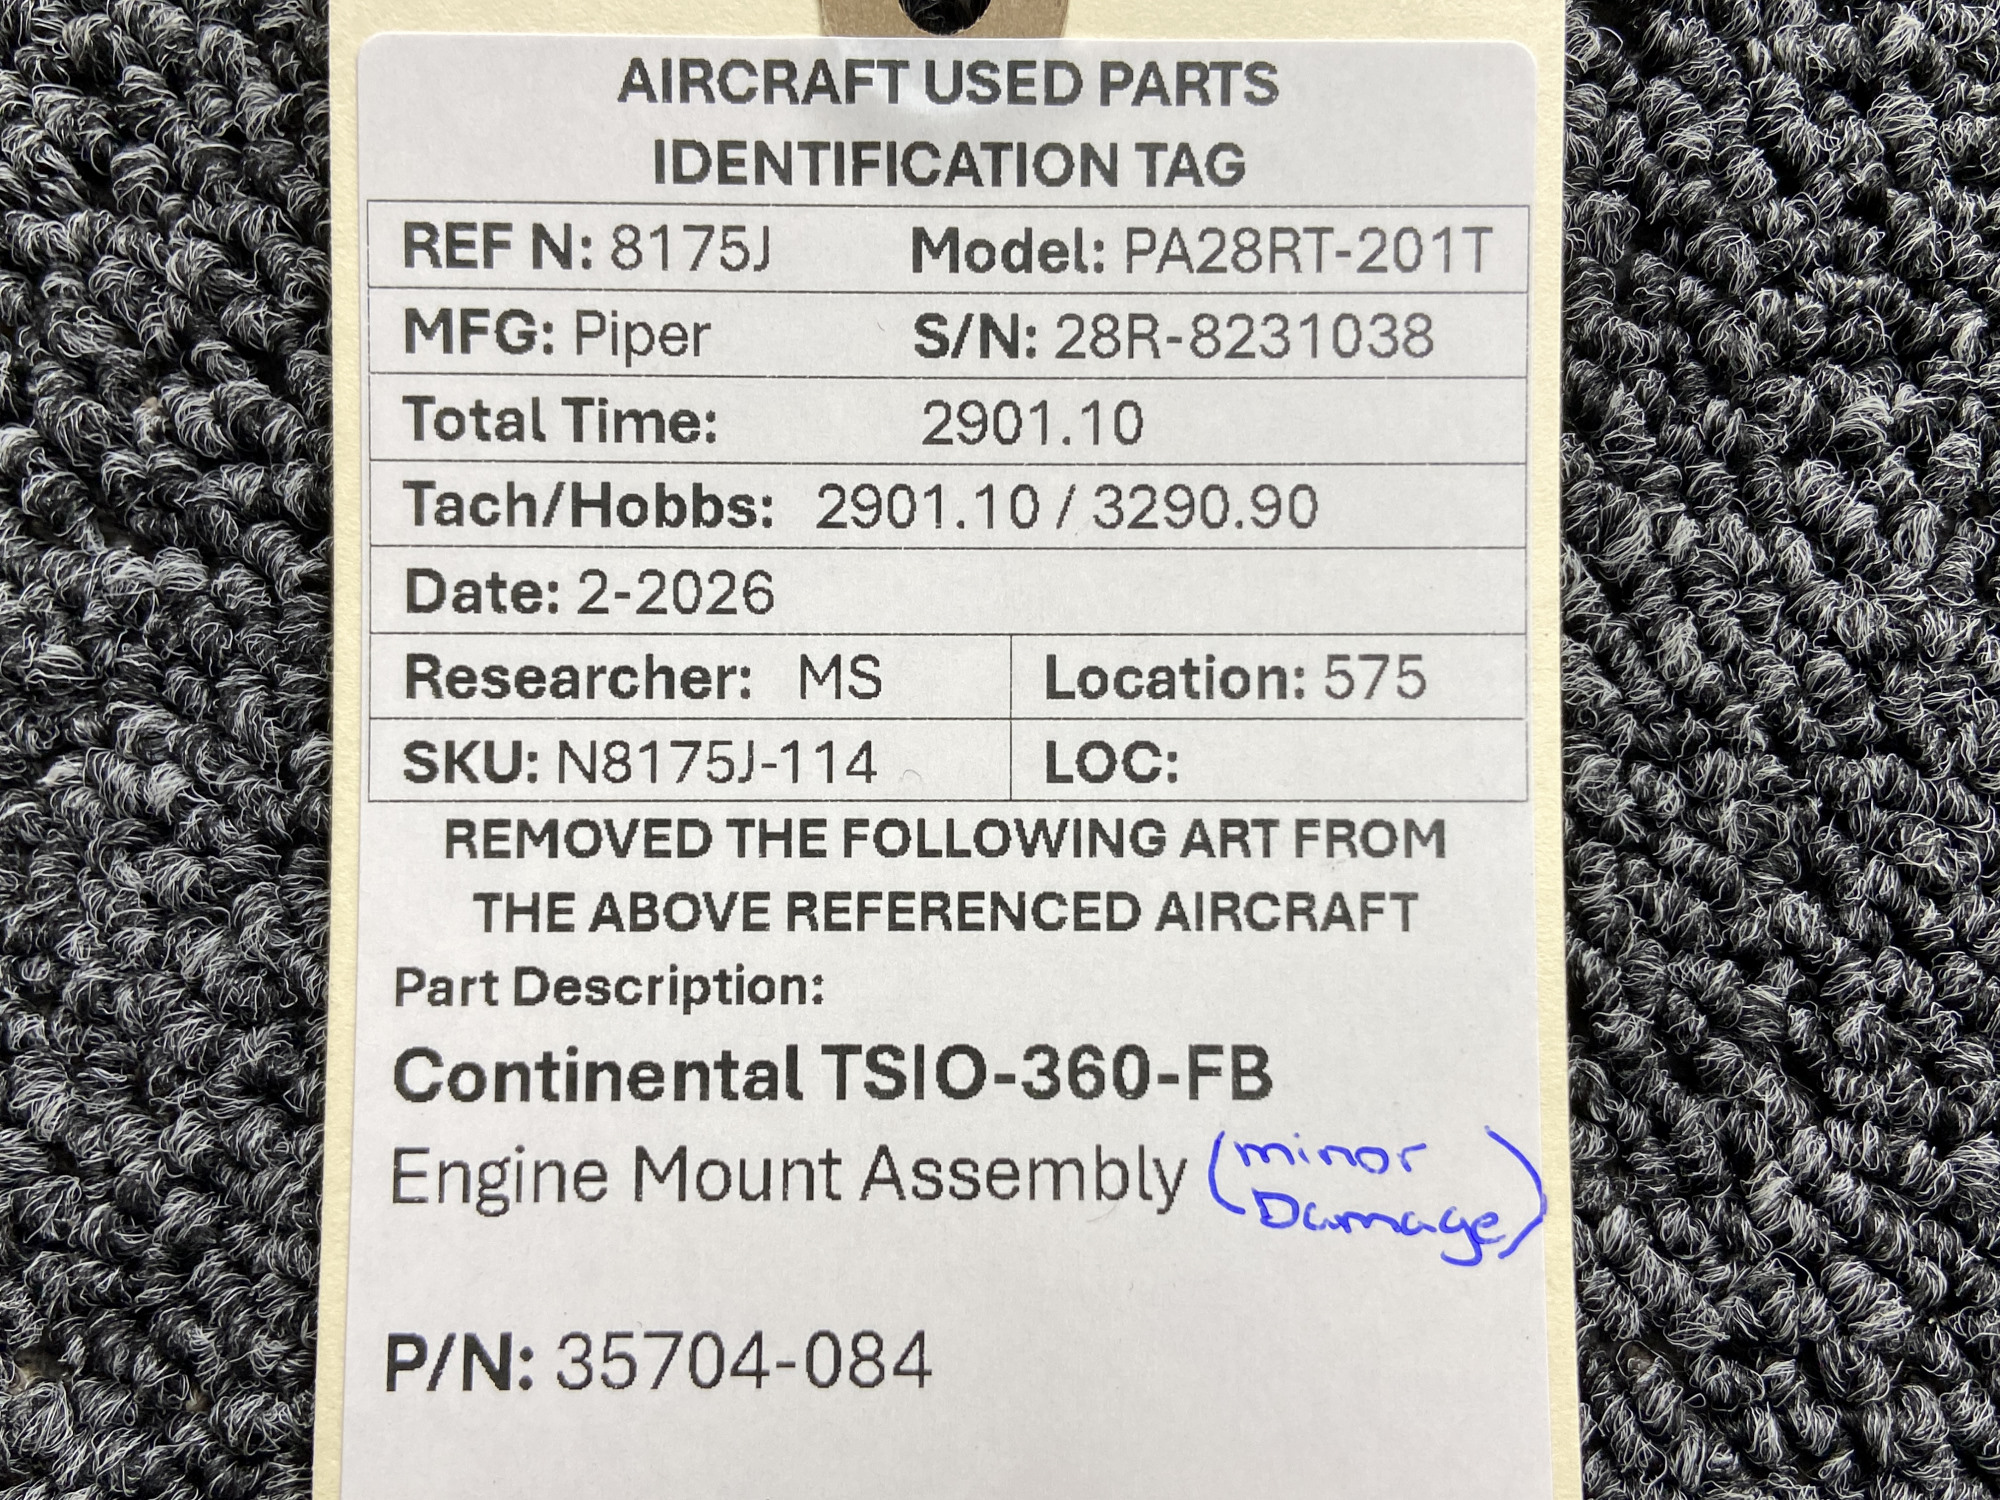 AIRCRAFT USED PARTS
IDENTIFICATION TAG
REF N: 8175J Model: PA28RT-201T
MFG: Piper S/N: 28R-8231038
Total Time: 2901.10
Tach/Hobbs: 2901.10 / 3290.90
Date: 2-2026
Researcher: MS Location: 575
SKU: N8175J-114 LOC:
REMOVED THE FOLLOWING ART FROM
THE ABOVE REFERENCED AIRCRAFT
Part Description:
Continental TSIO-360-FB
Engine Mount Assembly (minor
Damage)
P/N: 35704-084